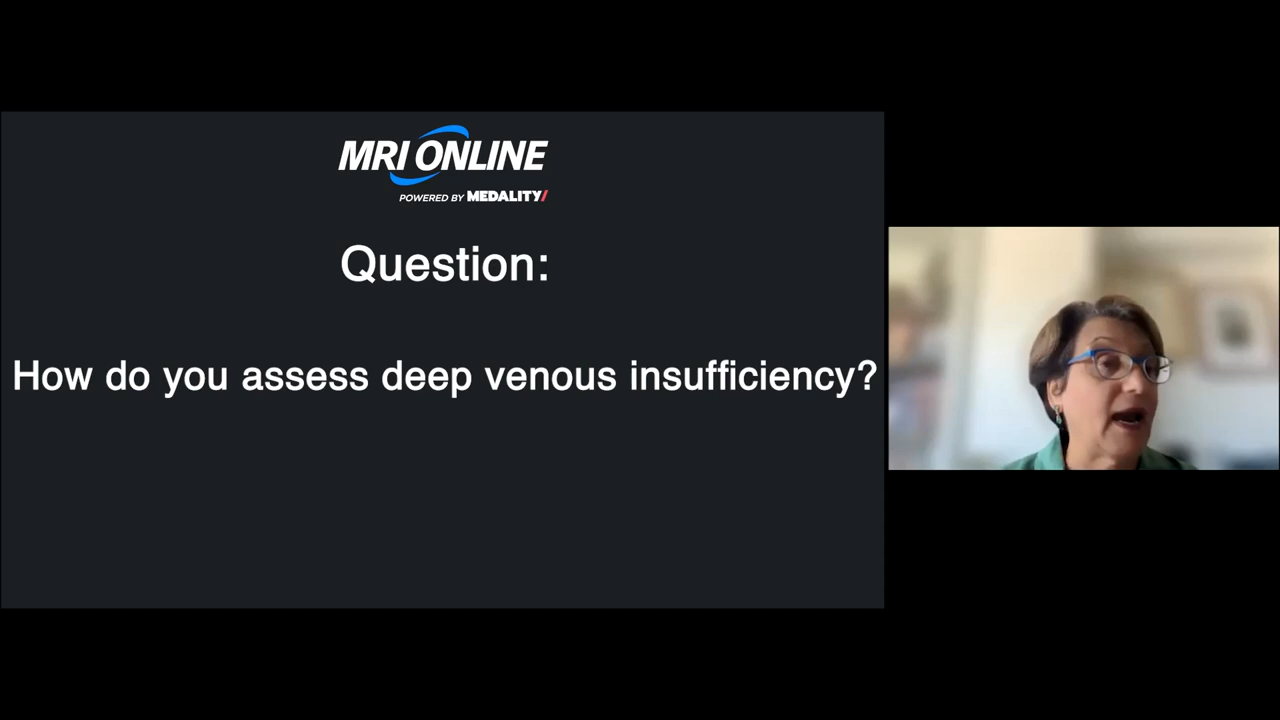 MRI ONLINE
POWERED BY MEDALITY/
Question:
How do you assess deep venous insufficiency?